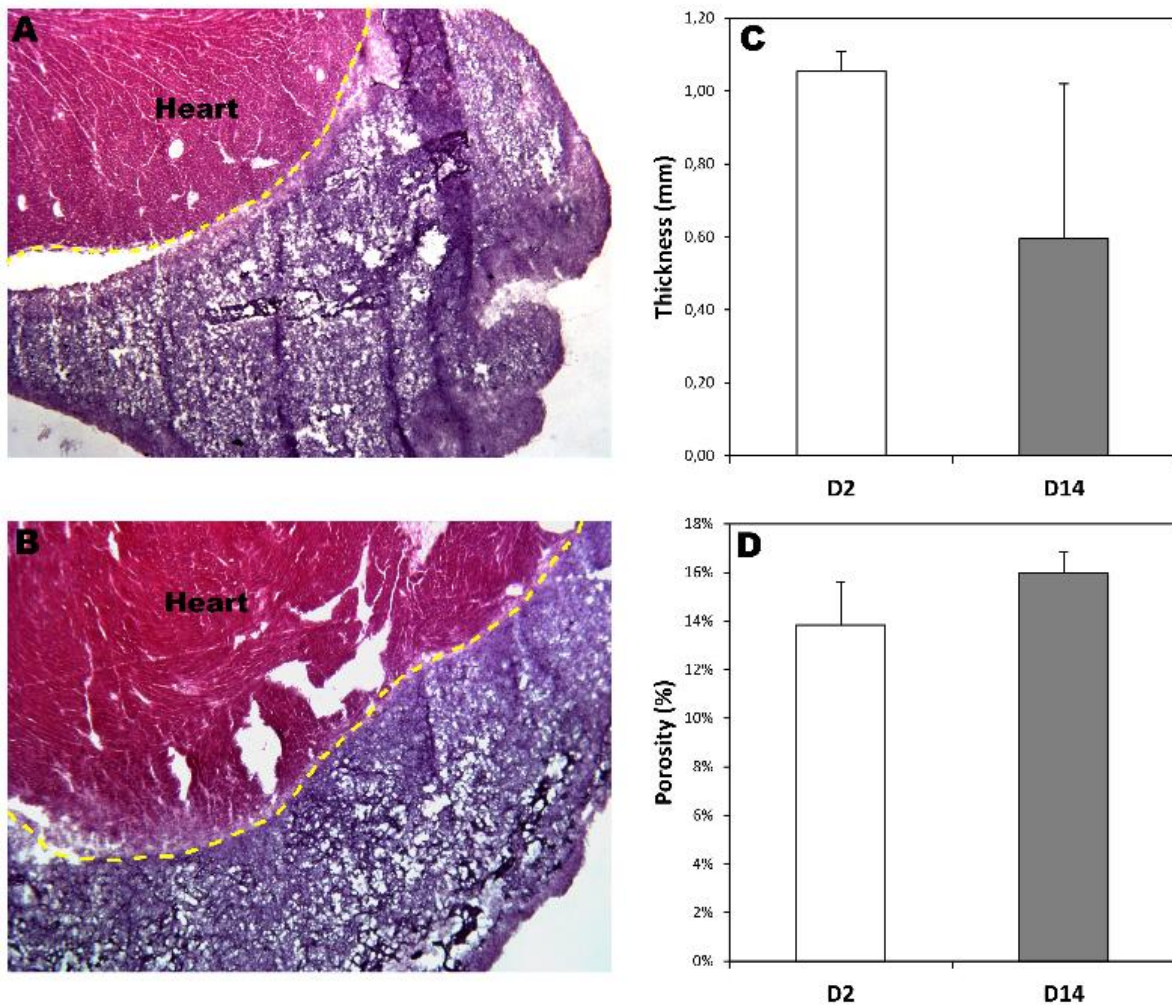 A
Heart
B
Heart
C
Thickness (mm)
1,20
1,00
0,80
0,60
0,40
0,20
0,00
D2
D14
D
Porosity (%)
18%
16%
14%
12%
10%
8%
6%
4%
2%
0%
D2
D14